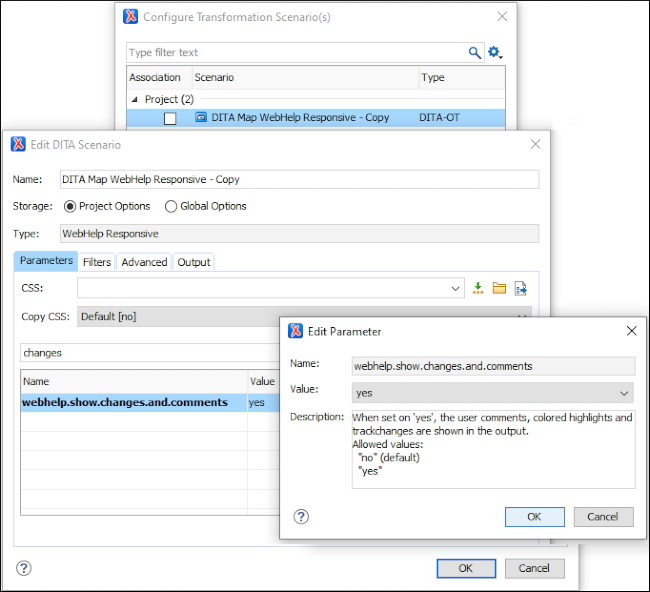 Configure Transformation Scenario(s)
Type filter text
Association Scenario Type
Project (2)
DITA Map WebHelp Responsive - Copy DITA-OT
Edit DITA Scenario
Name: DITA Map WebHelp Responsive - Copy
Storage: Project Options Global Options
Type: WebHelp Responsive
Parameters Filters Advanced Output
CSS:
Copy CSS: Default [no]
changes
Name Value
webhelp.show.changes.and.comments yes
OK Cancel
Edit Parameter
Name: webhelp.show.changes.and.comments
Value: yes
Description: When set on 'yes', the user comments, colored highlights and
trackchanges are shown in the output.
Allowed values:
"no" (default)
"yes"
OK Cancel